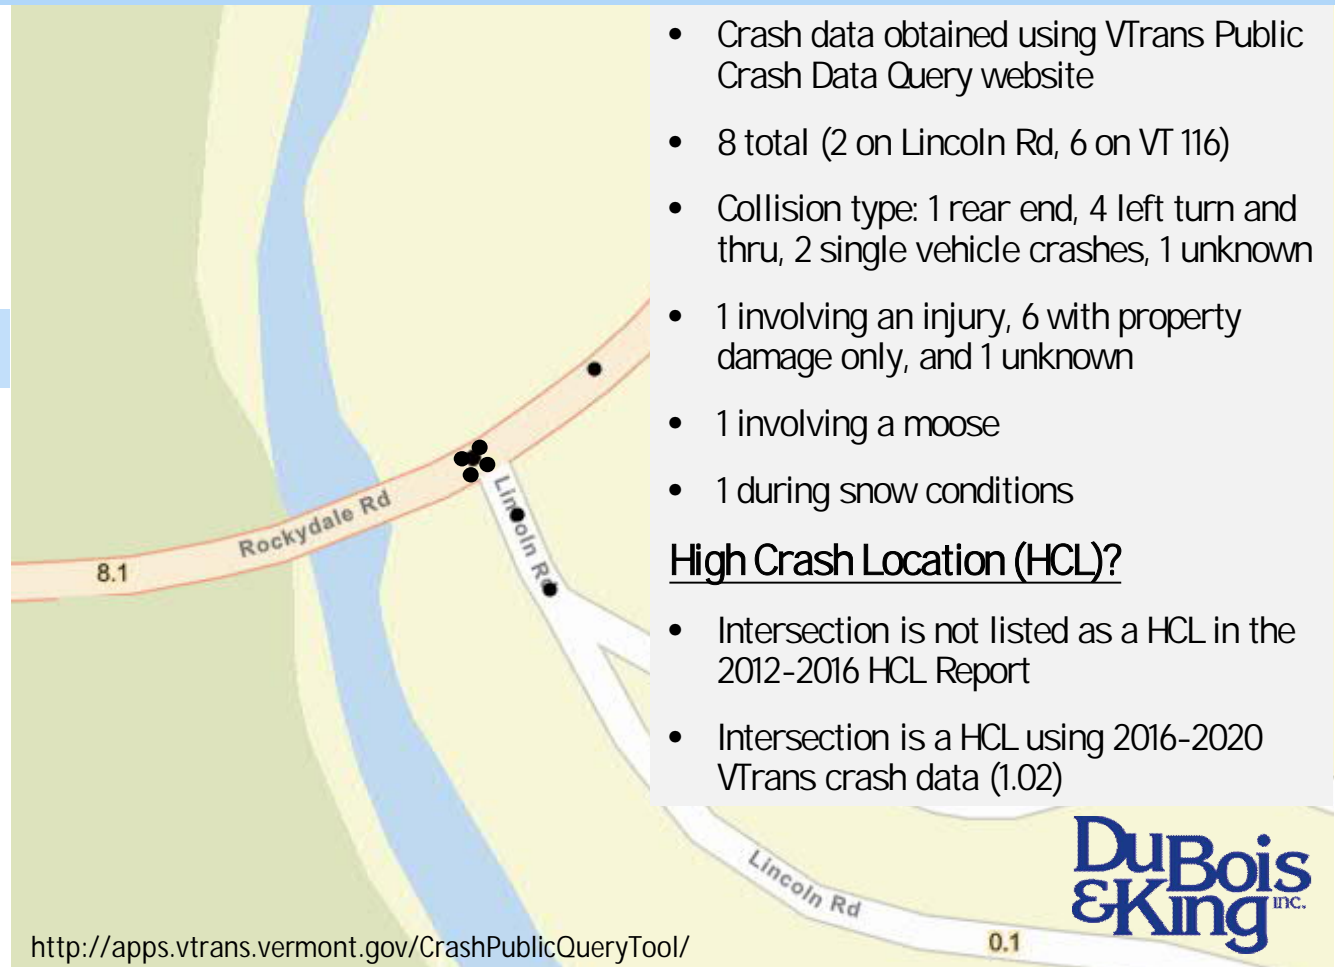 • Crash data obtained using VTrans Public
Crash Data Query website
• 8 total (2 on Lincoln Rd, 6 on VT 116)
• Collision type: 1 rear end, 4 left turn and
thru, 2 single vehicle crashes, 1 unknown
• 1 involving an injury, 6 with property
damage only, and 1 unknown
• 1 involving a moose
• 1 during snow conditions
High Crash Location (HCL)?
• Intersection is not listed as a HCL in the
2012-2016 HCL Report
• Intersection is a HCL using 2016-2020
VTrans crash data (1.02)
Lincoln Rd
Rockydale Rd
8.1
Lincoln Rd
0.1
DuBois
&King
INC.
http://apps.vtrans.vermont.gov/CrashPublicQueryTool/